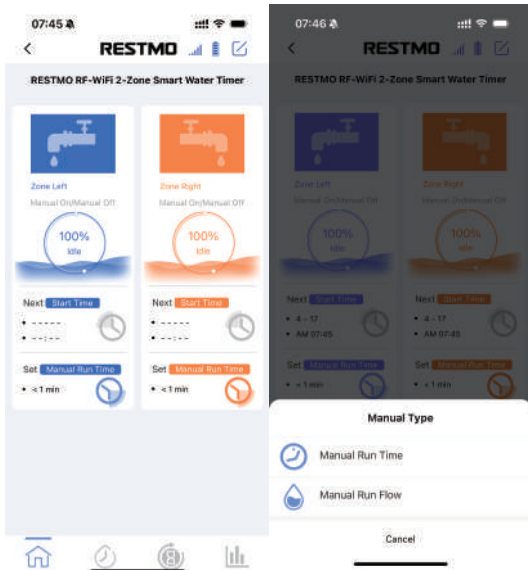 07:45
RESTMO
RESTMO RF-WiFi 2-Zone Smart Water Timer
Zone Left
Manual On/Manual Off
100%
Idle
Next Start Time
• -----
• --:--
Set Manual Run Time
• <1 min
Zone Right
Manual On/Manual Off
100%
Idle
Next Start Time
• -----
• --:--
Set Manual Run Time
• <1 min
07:46
RESTMO
RESTMO RF-WiFi 2-Zone Smart Water Timer
Zone Left
Manual On/Manual Off
100%
Idle
Next Start Time
• 4 - 17
• AM 07:45
Set Manual Run Time
• <1 min
Zone Right
Manual On/Manual Off
100%
Idle
Next Start Time
• 4 - 17
• AM 07:45
Set Manual Run Time
• <1 min
Manual Type
Manual Run Time
Manual Run Flow
Cancel